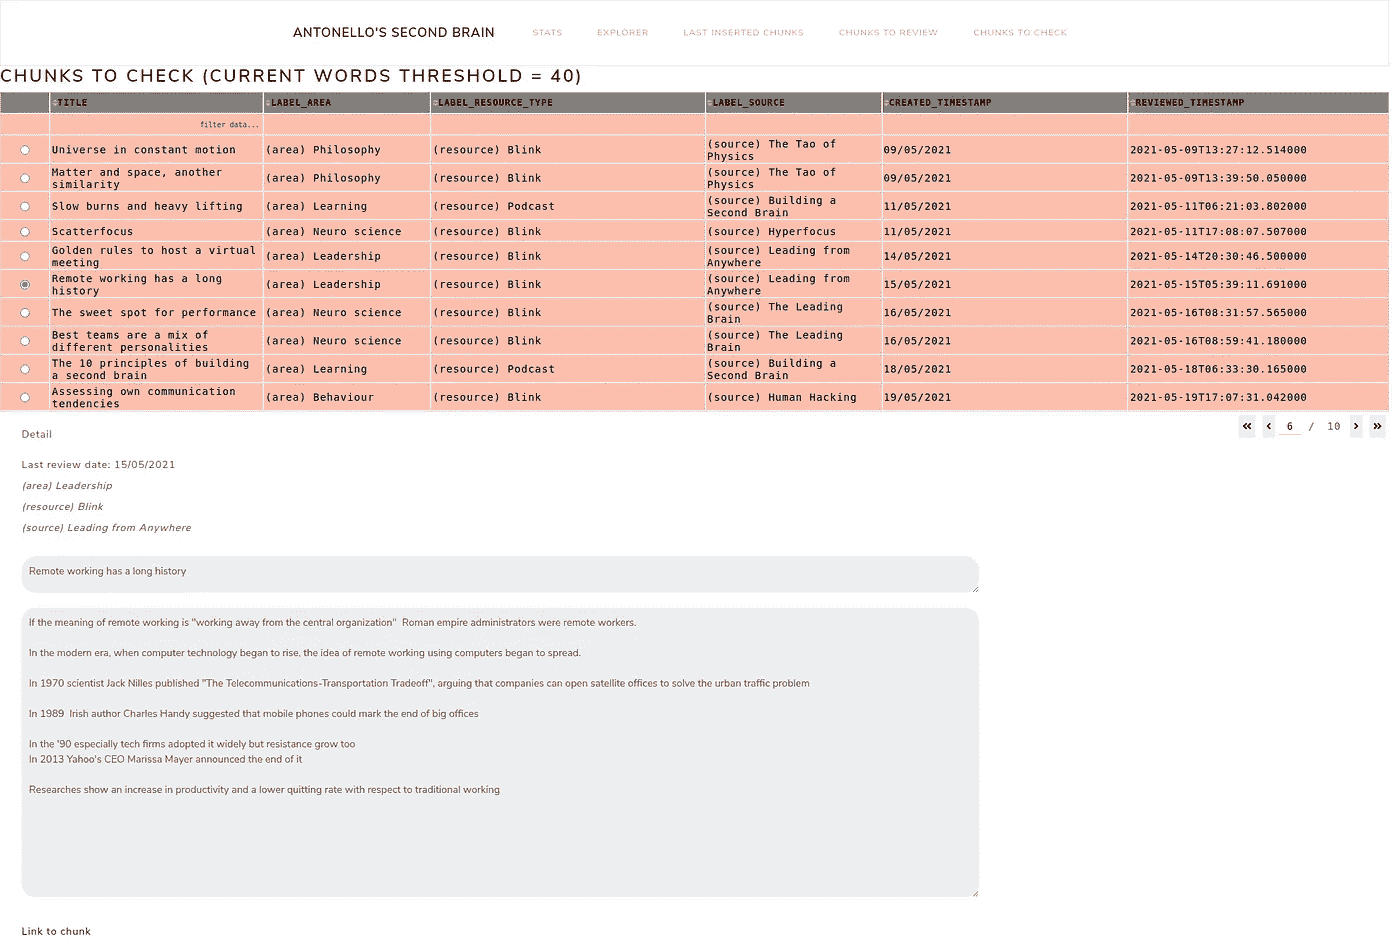 ANTONELLO'S SECOND BRAIN STATS EXPLORER LAST INSERTED CHUNKS CHUNKS TO REVIEW CHUNKS TO CHECK
CHUNKS TO CHECK (CURRENT WORDS THRESHOLD = 40)
TITLE LABEL_AREA LABEL_RESOURCE_TYPE LABEL_SOURCE CREATED_TIMESTAMP REVIEWED_TIMESTAMP
filter data...
Universe in constant motion (area) Philosophy (resource) Blink (source) The Tao of Physics 09/05/2021 2021-05-09T13:27:12.514000
Matter and space, another similarity (area) Philosophy (resource) Blink (source) The Tao of Physics 09/05/2021 2021-05-09T13:39:50.050000
Slow burns and heavy lifting (area) Learning (resource) Podcast (source) Building a Second Brain 11/05/2021 2021-05-11T06:21:03.802000
Scatterfocus (area) Neuro science (resource) Blink (source) Hyperfocus 11/05/2021 2021-05-11T17:08:07.507000
Golden rules to host a virtual meeting (area) Leadership (resource) Blink (source) Leading from Anywhere 14/05/2021 2021-05-14T20:30:46.500000
Remote working has a long history (area) Leadership (resource) Blink (source) Leading from Anywhere 15/05/2021 2021-05-15T05:39:11.691000
The sweet spot for performance (area) Neuro science (resource) Blink (source) The Leading Brain 16/05/2021 2021-05-16T08:31:57.565000
Best teams are a mix of different personalities (area) Neuro science (resource) Blink (source) The Leading Brain 16/05/2021 2021-05-16T08:59:41.180000
The 10 principles of building a second brain (area) Learning (resource) Podcast (source) Building a Second Brain 18/05/2021 2021-05-18T06:33:30.165000
Assessing own communication tendencies (area) Behaviour (resource) Blink (source) Human Hacking 19/05/2021 2021-05-19T17:07:31.042000
6 / 10
Detail
Last review date: 15/05/2021
(area) Leadership
(resource) Blink
(source) Leading from Anywhere
Remote working has a long history
If the meaning of remote working is "working away from the central organization" Roman empire administrators were remote workers.
In the modern era, when computer technology began to rise, the idea of remote working using computers began to spread.
In 1970 scientist Jack Nilles published "The Telecommunications-Transportation Tradeoff", arguing that companies can open satellite offices to solve the urban traffic problem
In 1989 Irish author Charles Handy suggested that mobile phones could mark the end of big offices
In the '90 especially tech firms adopted it widely but resistance grow too
In 2013 Yahoo's CEO Marissa Mayer announced the end of it
Researches show an increase in productivity and a lower quitting rate with respect to traditional working
Link to chunk